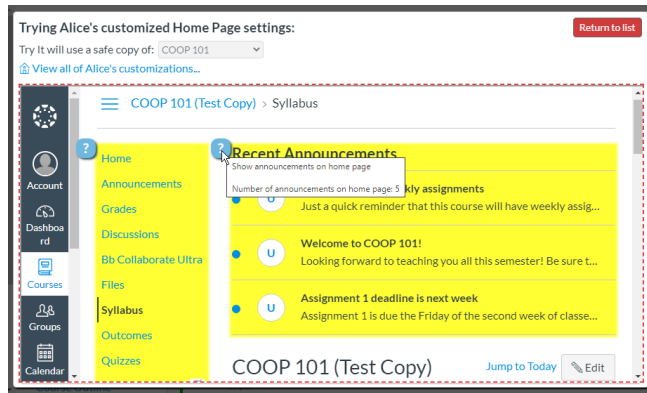 Trying Alice's customized Home Page settings:
Return to list
Try It will use a safe copy of: COOP 101
View all of Alice's customizations...
COOP 101 (Test Copy) > Syllabus
?
?
Recent Announcements
Show announcements on home page
Number of announcements on home page: 5
Account
Dashboa
rd
Courses
Groups
Calendar
Home
Announcements
Grades
Discussions
Bb Collaborate Ultra
Files
Syllabus
Outcomes
Quizzes
kly assignments
U
Just a quick reminder that this course will have weekly assig...
Welcome to COOP 101!
U
Looking forward to teaching you all this semester! Be sure t...
Assignment 1 deadline is next week
U
Assignment 1 is due the Friday of the second week of classe...
COOP 101 (Test Copy)
Jump to Today
Edit